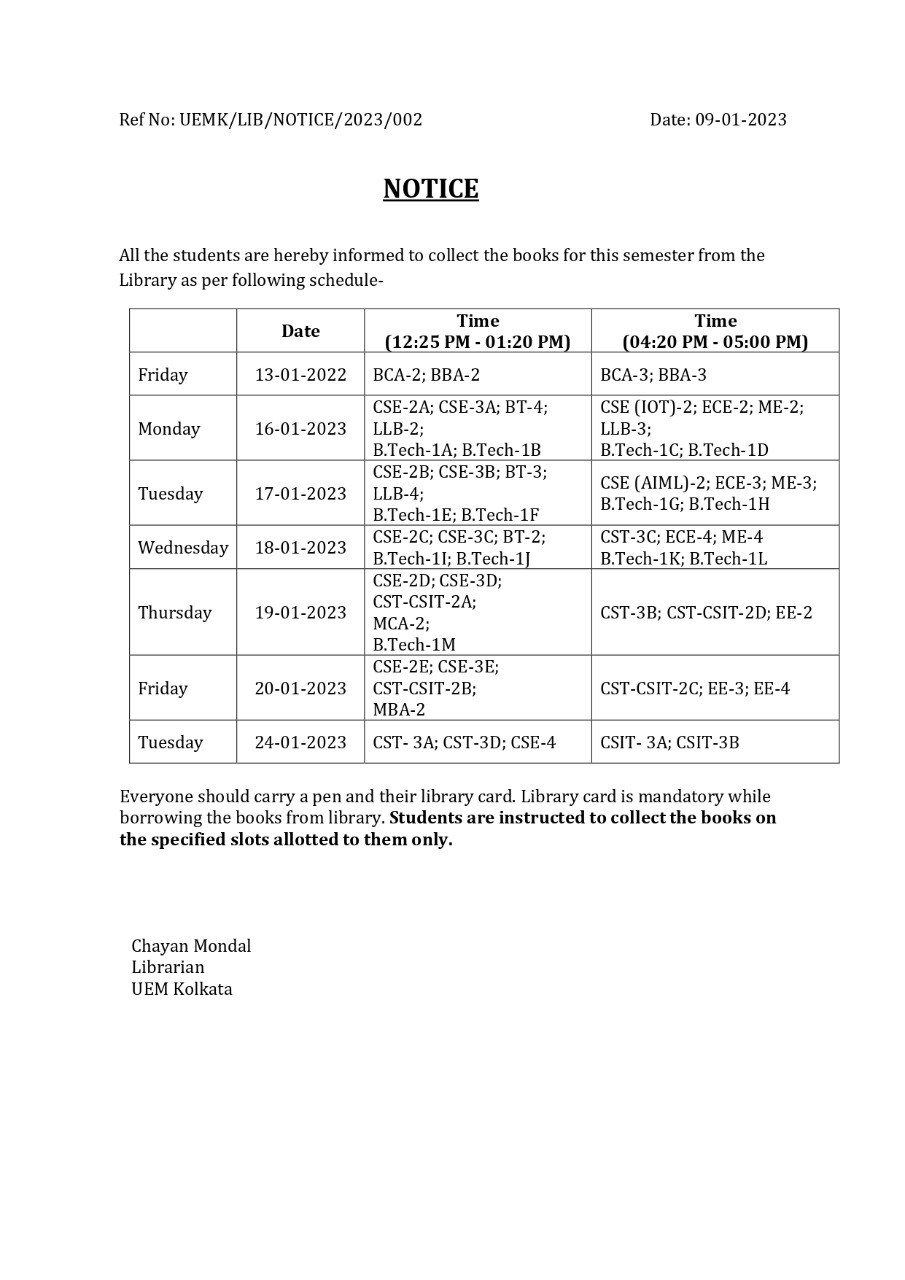 Ref No: UEMK/LIB/NOTICE/2023/002 Date: 09-01-2023
NOTICE
All the students are hereby informed to collect the books for this semester from the
Library as per following schedule-
Date Time (12:25 PM - 01:20 PM) Time (04:20 PM - 05:00 PM)
Friday 13-01-2022 BCA-2; BBA-2 BCA-3; BBA-3
Monday 16-01-2023
CSE-2A; CSE-3A; BT-4;
LLB-2;
B.Tech-1A; B.Tech-1B
CSE (IOT)-2; ECE-2; ME-2;
LLB-3;
B.Tech-1C; B.Tech-1D
Tuesday 17-01-2023
CSE-2B; CSE-3B; BT-3;
LLB-4;
B.Tech-1E; B.Tech-1F
CSE (AIML)-2; ECE-3; ME-3;
B.Tech-1G; B.Tech-1H
Wednesday 18-01-2023
CSE-2C; CSE-3C; BT-2;
B.Tech-1I; B.Tech-1J
CST-3C; ECE-4; ME-4
B.Tech-1K; B.Tech-1L
Thursday 19-01-2023
CSE-2D; CSE-3D;
CST-CSIT-2A;
MCA-2;
B.Tech-1M
CST-3B; CST-CSIT-2D; EE-2
Friday 20-01-2023
CSE-2E; CSE-3E;
CST-CSIT-2B;
MBA-2
CST-CSIT-2C; EE-3; EE-4
Tuesday 24-01-2023 CST- 3A; CST-3D; CSE-4 CSIT- 3A; CSIT-3B
Everyone should carry a pen and their library card. Library card is mandatory while
borrowing the books from library. Students are instructed to collect the books on
the specified slots allotted to them only.
Chayan Mondal
Librarian
UEM Kolkata